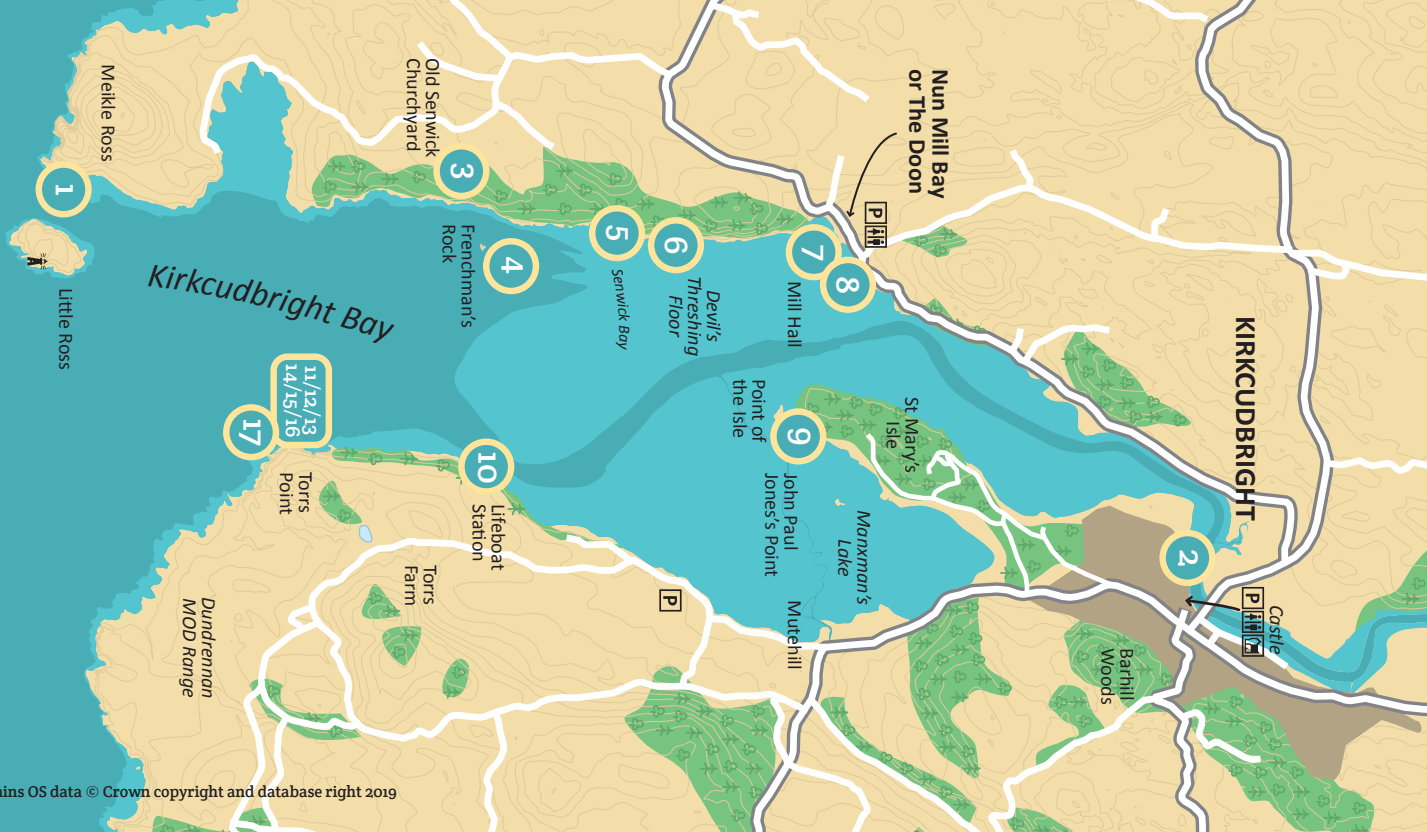 Nun Mill Bay
or The Doon
P
KIRKCUDBRIGHT
Meikle Ross
Old Senwick
Churchyard
1
3
Frenchman's
Rock
4
5
Senwick Bay
6
Devil's
Threshing
Floor
7
8
Mill Hall
Little Ross
Kirkcudbright Bay
11/12/13
14/15/16
17
Torrs
Point
10
Lifeboat
Station
Point of
the Isle
9
St Mary's
Isle
John Paul
Jones's Point
Manxman's
Lake
Mutehill
2
P
Castle
Barhill
Woods
P
Torrs
Farm
Dundrennan
MOD Range
ins OS data © Crown copyright and database right 2019